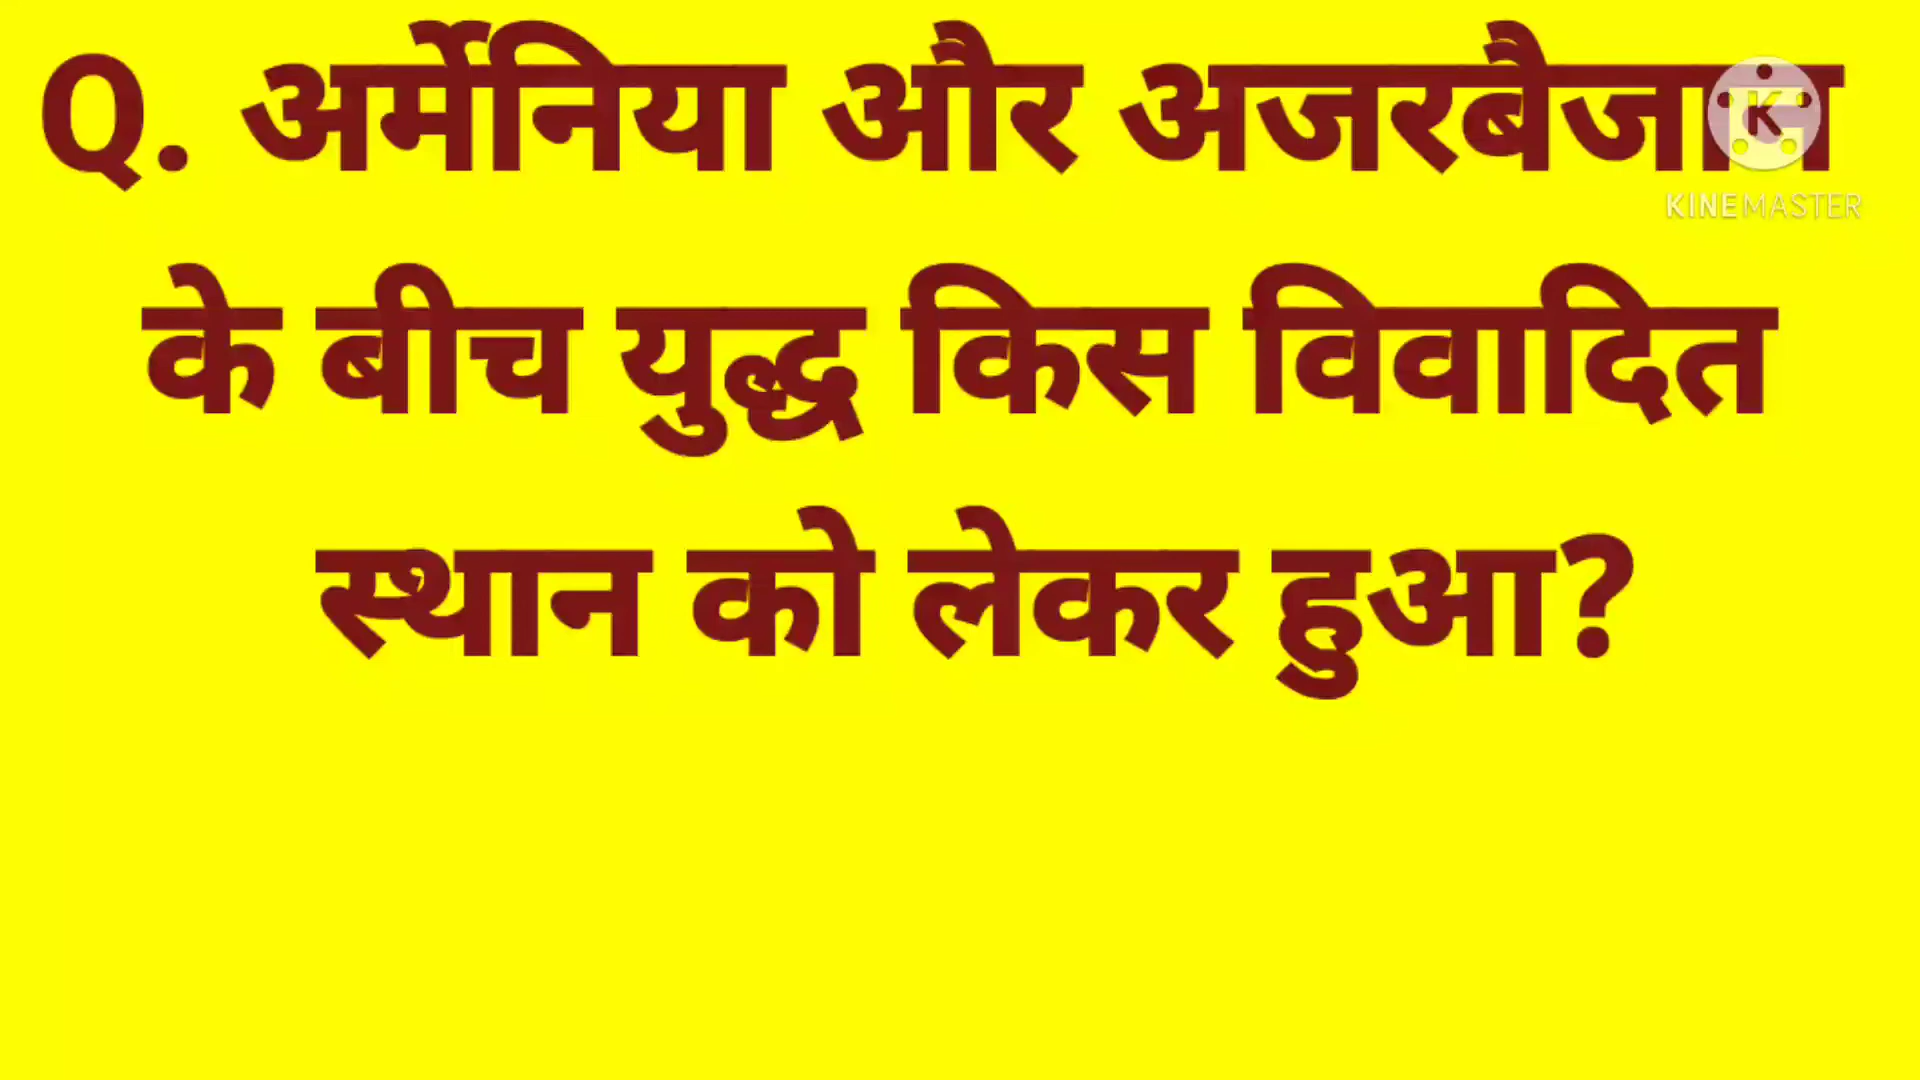 Q. अर्मेनिया और अजरबैजान
KINEMASTER
के बीच युद्ध किस विवादित
स्थान को लेकर हुआ?